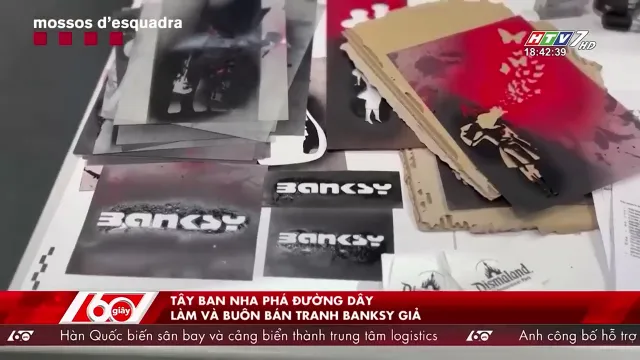 mossos d'esquadra
HTV7 HD
18:42:39
BANKSY
BANKSY
BANKSY
Dismaland
Dismaland
60 giây
TÂY BAN NHA PHÁ ĐƯỜNG DÂY
LÀM VÀ BUÔN BÁN TRANH BANKSY GIẢ
Hàn Quốc biến sân bay và cảng biển thành trung tâm logistics
Anh công bố hỗ trợ